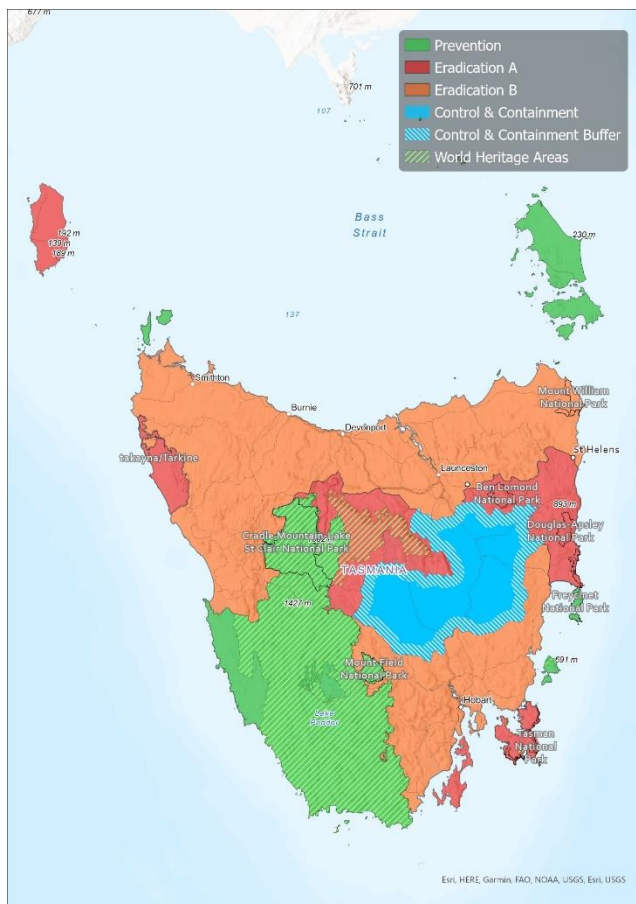 677 m
701 m
107
Prevention
Eradication A
Eradication B
Control & Containment
Control & Containment Buffer
World Heritage Areas
Bass
Strait
192 m
139 m
189 m
230 m
137
Smithton
Burnie
Devonport
Mount William
National Park
takayna/Tarkine
Launceston
St Helens
Ben Lomond
National Park
893 m
Cradle-Mountain-Lake
St Clair National Park
Douglas-Apsley
National Park
TASMANIA
1427 m
Freycinet
National Park
Mount Field
National Park
691 m
Lake
Hobart
Tasman
National
Park
Esri, HERE, Garmin, FAO, NOAA, USGS, Esri, USGS